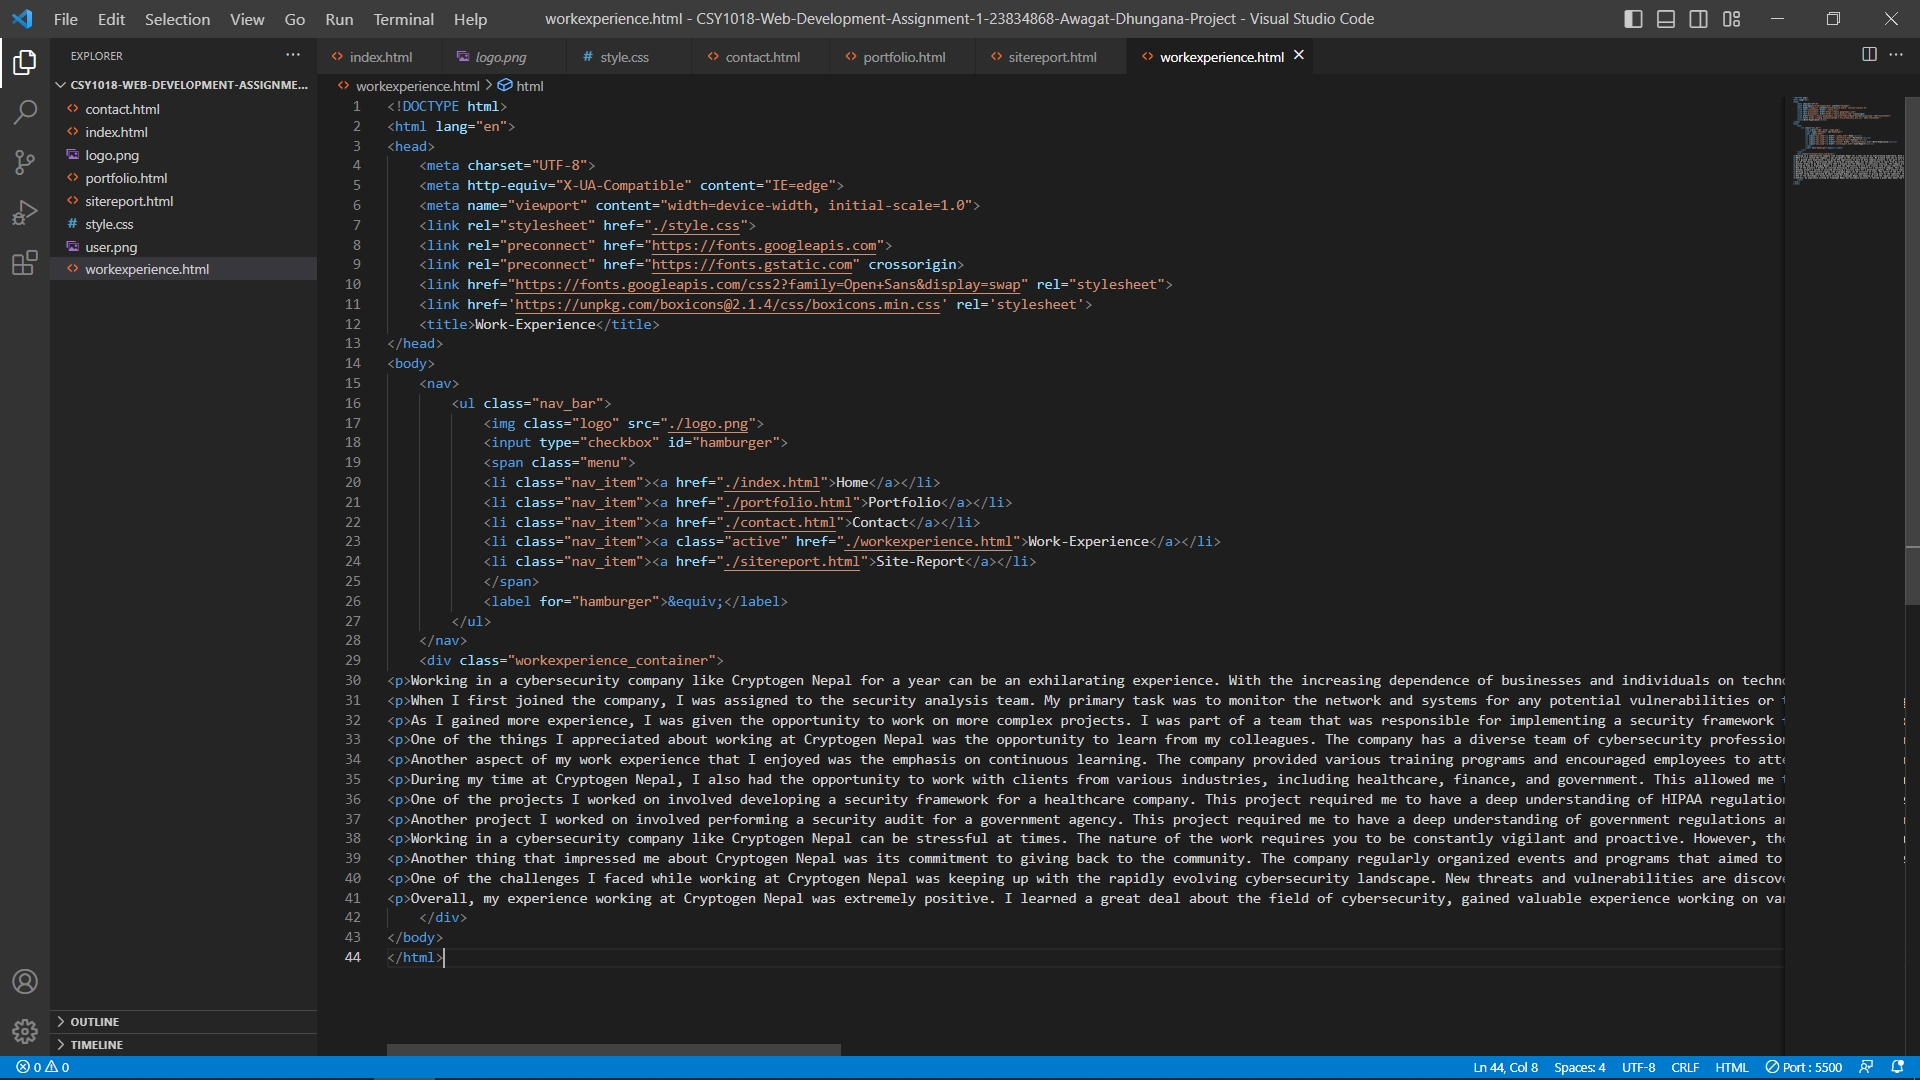 File Edit Selection View Go Run Terminal Help workexperience.html - CSY1018-Web-Development-Assignment-1-23834868-Awagat-Dhungana-Project - Visual Studio Code
EXPLORER
CSY1018-WEB-DEVELOPMENT-ASSIGNME...
contact.html
index.html
logo.png
portfolio.html
sitereport.html
style.css
user.png
workexperience.html
OUTLINE
TIMELINE
index.html logo.png style.css contact.html portfolio.html sitereport.html workexperience.html
workexperience.html > html
1 <!DOCTYPE html>
2 <html lang="en">
3 <head>
4 <meta charset="UTF-8">
5 <meta http-equiv="X-UA-Compatible" content="IE=edge">
6 <meta name="viewport" content="width=device-width, initial-scale=1.0">
7 <link rel="stylesheet" href="./style.css">
8 <link rel="preconnect" href="https://fonts.googleapis.com">
9 <link rel="preconnect" href="https://fonts.gstatic.com" crossorigin>
10 <link href="https://fonts.googleapis.com/css2?family=Open+Sans&display=swap" rel="stylesheet">
11 <link href='https://unpkg.com/boxicons@2.1.4/css/boxicons.min.css' rel='stylesheet'>
12 <title>Work-Experience</title>
13 </head>
14 <body>
15 <nav>
16 <ul class="nav_bar">
17 <img class="logo" src="./logo.png">
18 <input type="checkbox" id="hamburger">
19 <span class="menu">
20 <li class="nav_item"><a href="./index.html">Home</a></li>
21 <li class="nav_item"><a href="./portfolio.html">Portfolio</a></li>
22 <li class="nav_item"><a href="./contact.html">Contact</a></li>
23 <li class="nav_item"><a class="active" href="./workexperience.html">Work-Experience</a></li>
24 <li class="nav_item"><a href="./sitereport.html">Site-Report</a></li>
25 </span>
26 <label for="hamburger">&equiv;</label>
27 </ul>
28 </nav>
29 <div class="workexperience_container">
30 <p>Working in a cybersecurity company like Cryptogen Nepal for a year can be an exhilarating experience. With the increasing dependence of businesses and individuals on techno
31 <p>When I first joined the company, I was assigned to the security analysis team. My primary task was to monitor the network and systems for any potential vulnerabilities or t
32 <p>As I gained more experience, I was given the opportunity to work on more complex projects. I was part of a team that was responsible for implementing a security framework f
33 <p>One of the things I appreciated about working at Cryptogen Nepal was the opportunity to learn from my colleagues. The company has a diverse team of cybersecurity profession
34 <p>Another aspect of my work experience that I enjoyed was the emphasis on continuous learning. The company provided various training programs and encouraged employees to atte
35 <p>During my time at Cryptogen Nepal, I also had the opportunity to work with clients from various industries, including healthcare, finance, and government. This allowed me t
36 <p>One of the projects I worked on involved developing a security framework for a healthcare company. This project required me to have a deep understanding of HIPAA regulation
37 <p>Another project I worked on involved performing a security audit for a government agency. This project required me to have a deep understanding of government regulations an
38 <p>Working in a cybersecurity company like Cryptogen Nepal can be stressful at times. The nature of the work requires you to be constantly vigilant and proactive. However, the
39 <p>Another thing that impressed me about Cryptogen Nepal was its commitment to giving back to the community. The company regularly organized events and programs that aimed to
40 <p>One of the challenges I faced while working at Cryptogen Nepal was keeping up with the rapidly evolving cybersecurity landscape. New threats and vulnerabilities are discove
41 <p>Overall, my experience working at Cryptogen Nepal was extremely positive. I learned a great deal about the field of cybersecurity, gained valuable experience working on var
42 </div>
43 </body>
44 </html>
0 0 Ln 44, Col 8 Spaces: 4 UTF-8 CRLF HTML Port : 5500